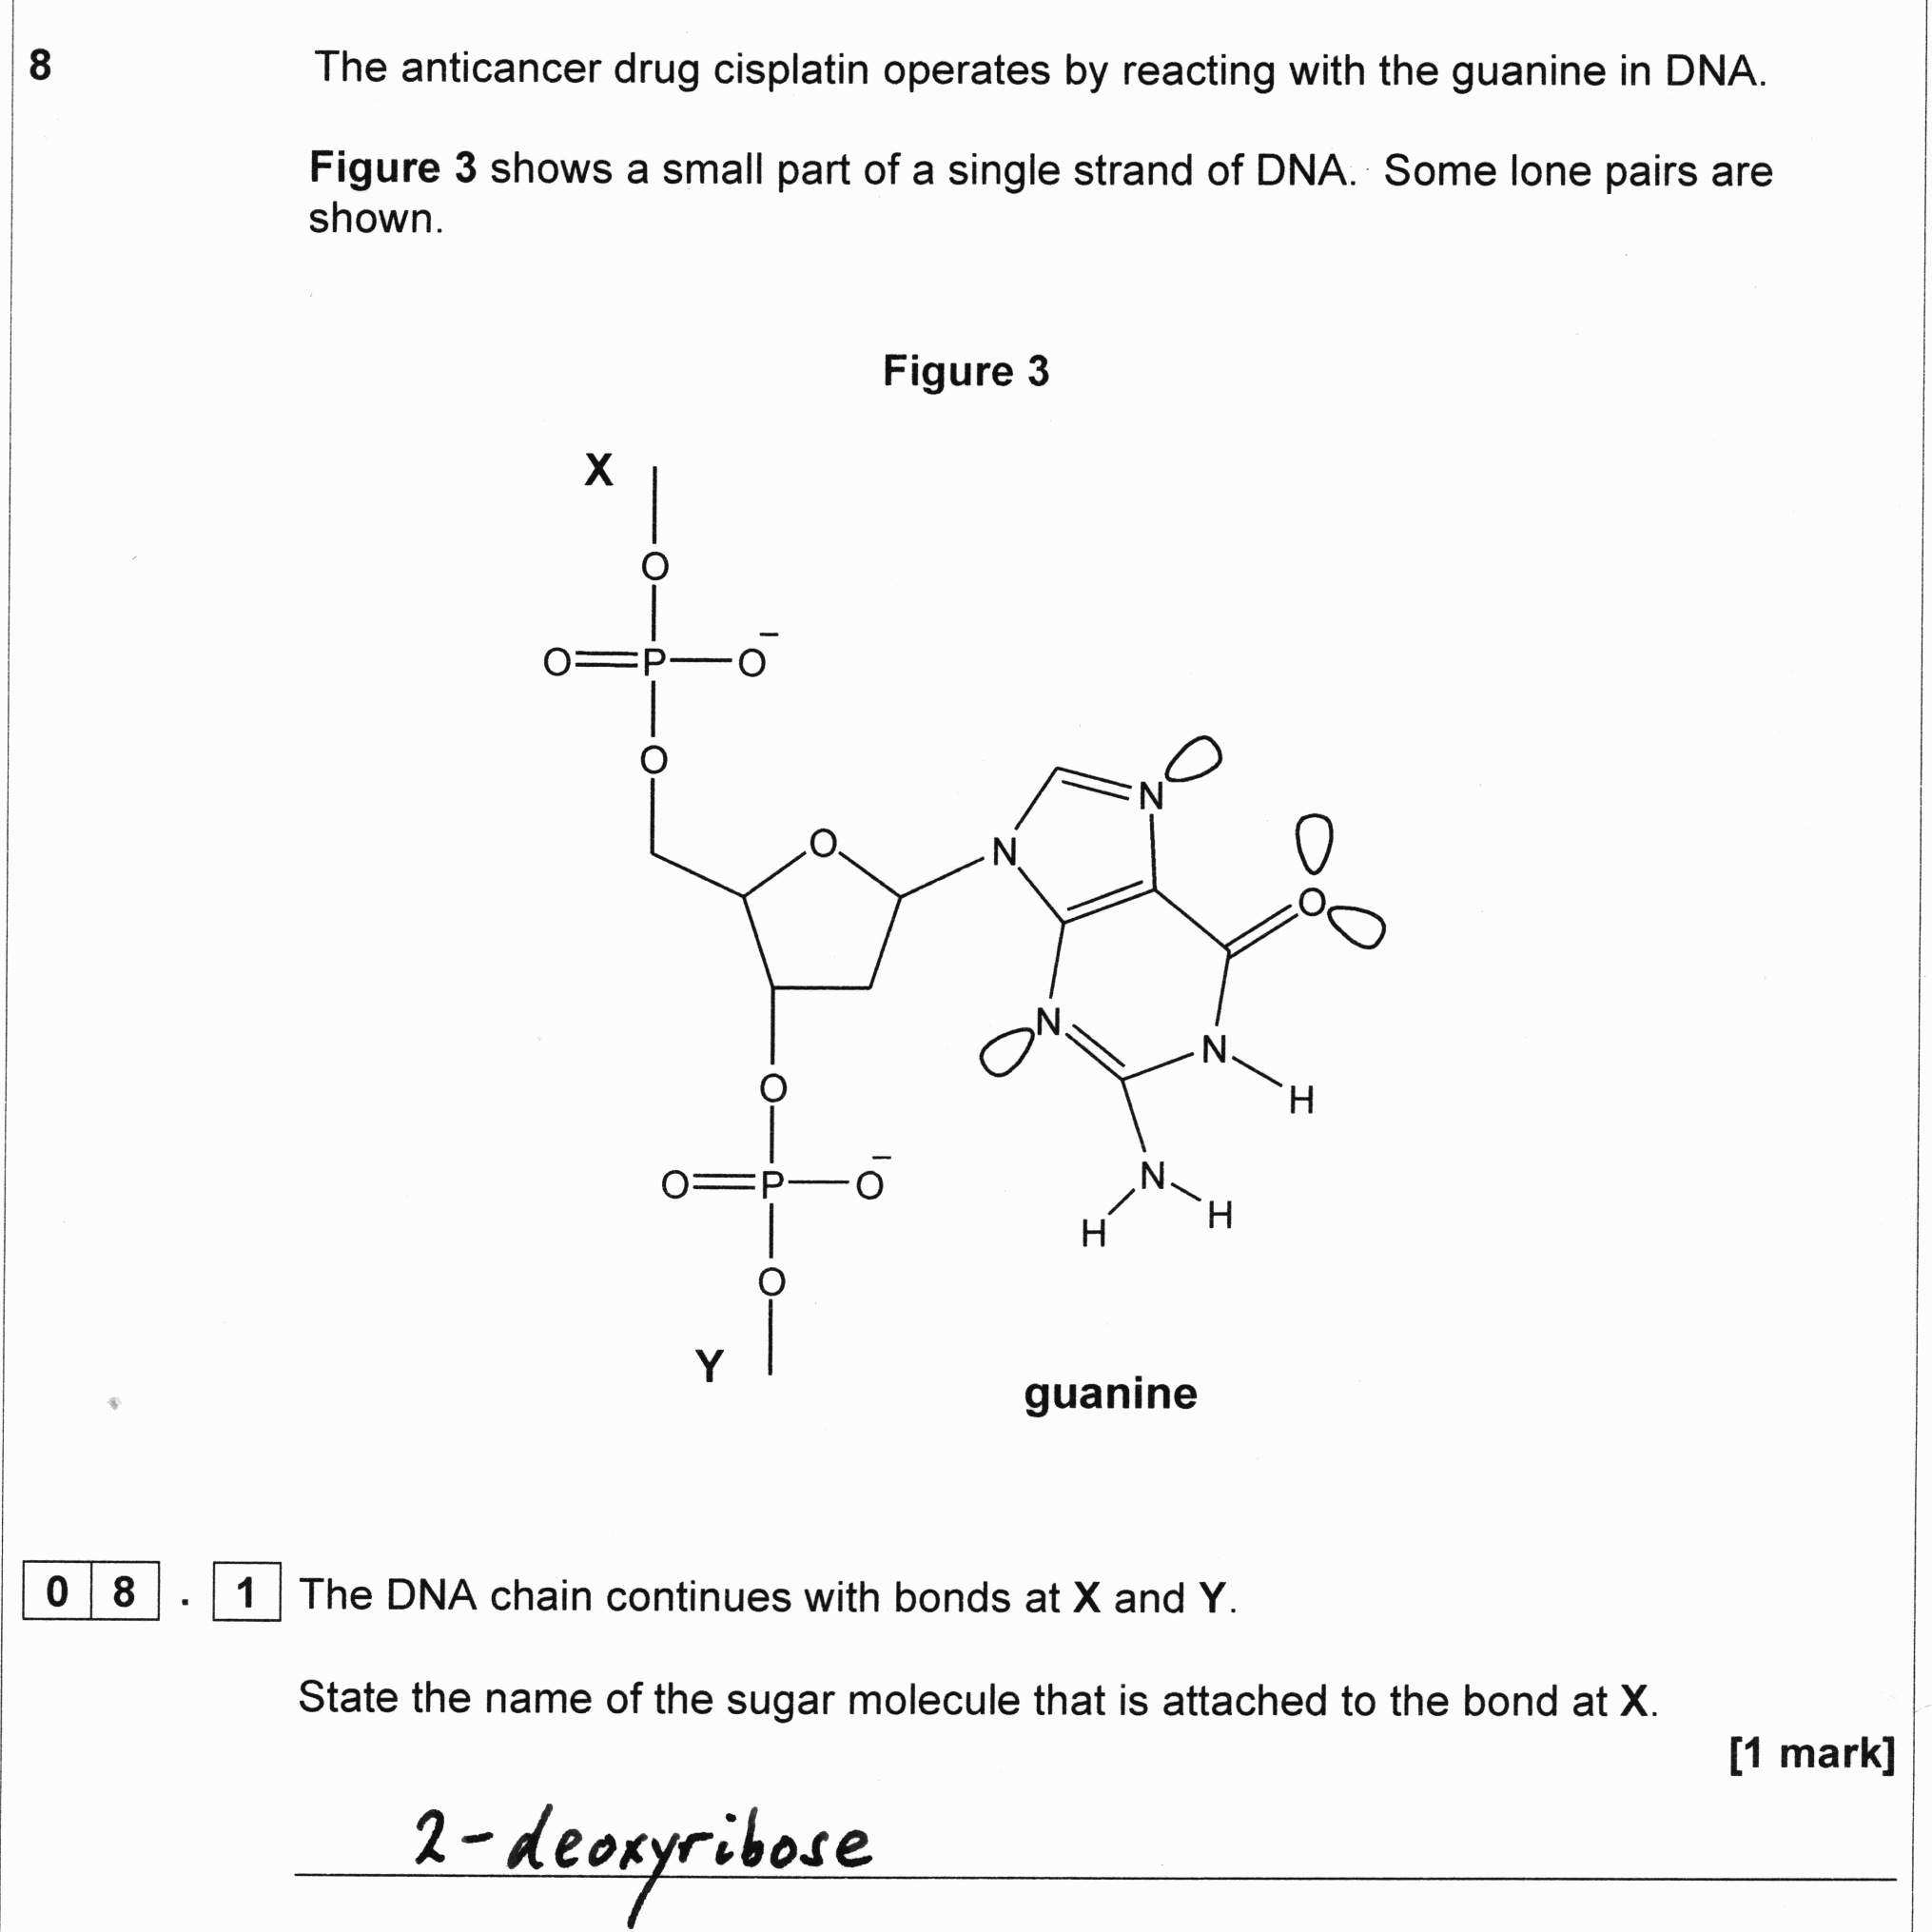 8
The anticancer drug cisplatin operates by reacting with the guanine in DNA.
Figure 3 shows a small part of a single strand of DNA. Some lone pairs are
shown.
Figure 3
X
O
O P O −
O
N
O
N
O
N
N
H
O
O P O −
N
H H
O
Y
guanine
0 8 . 1 The DNA chain continues with bonds at X and Y.
State the name of the sugar molecule that is attached to the bond at X.
[1 mark]
2-deoxyribose